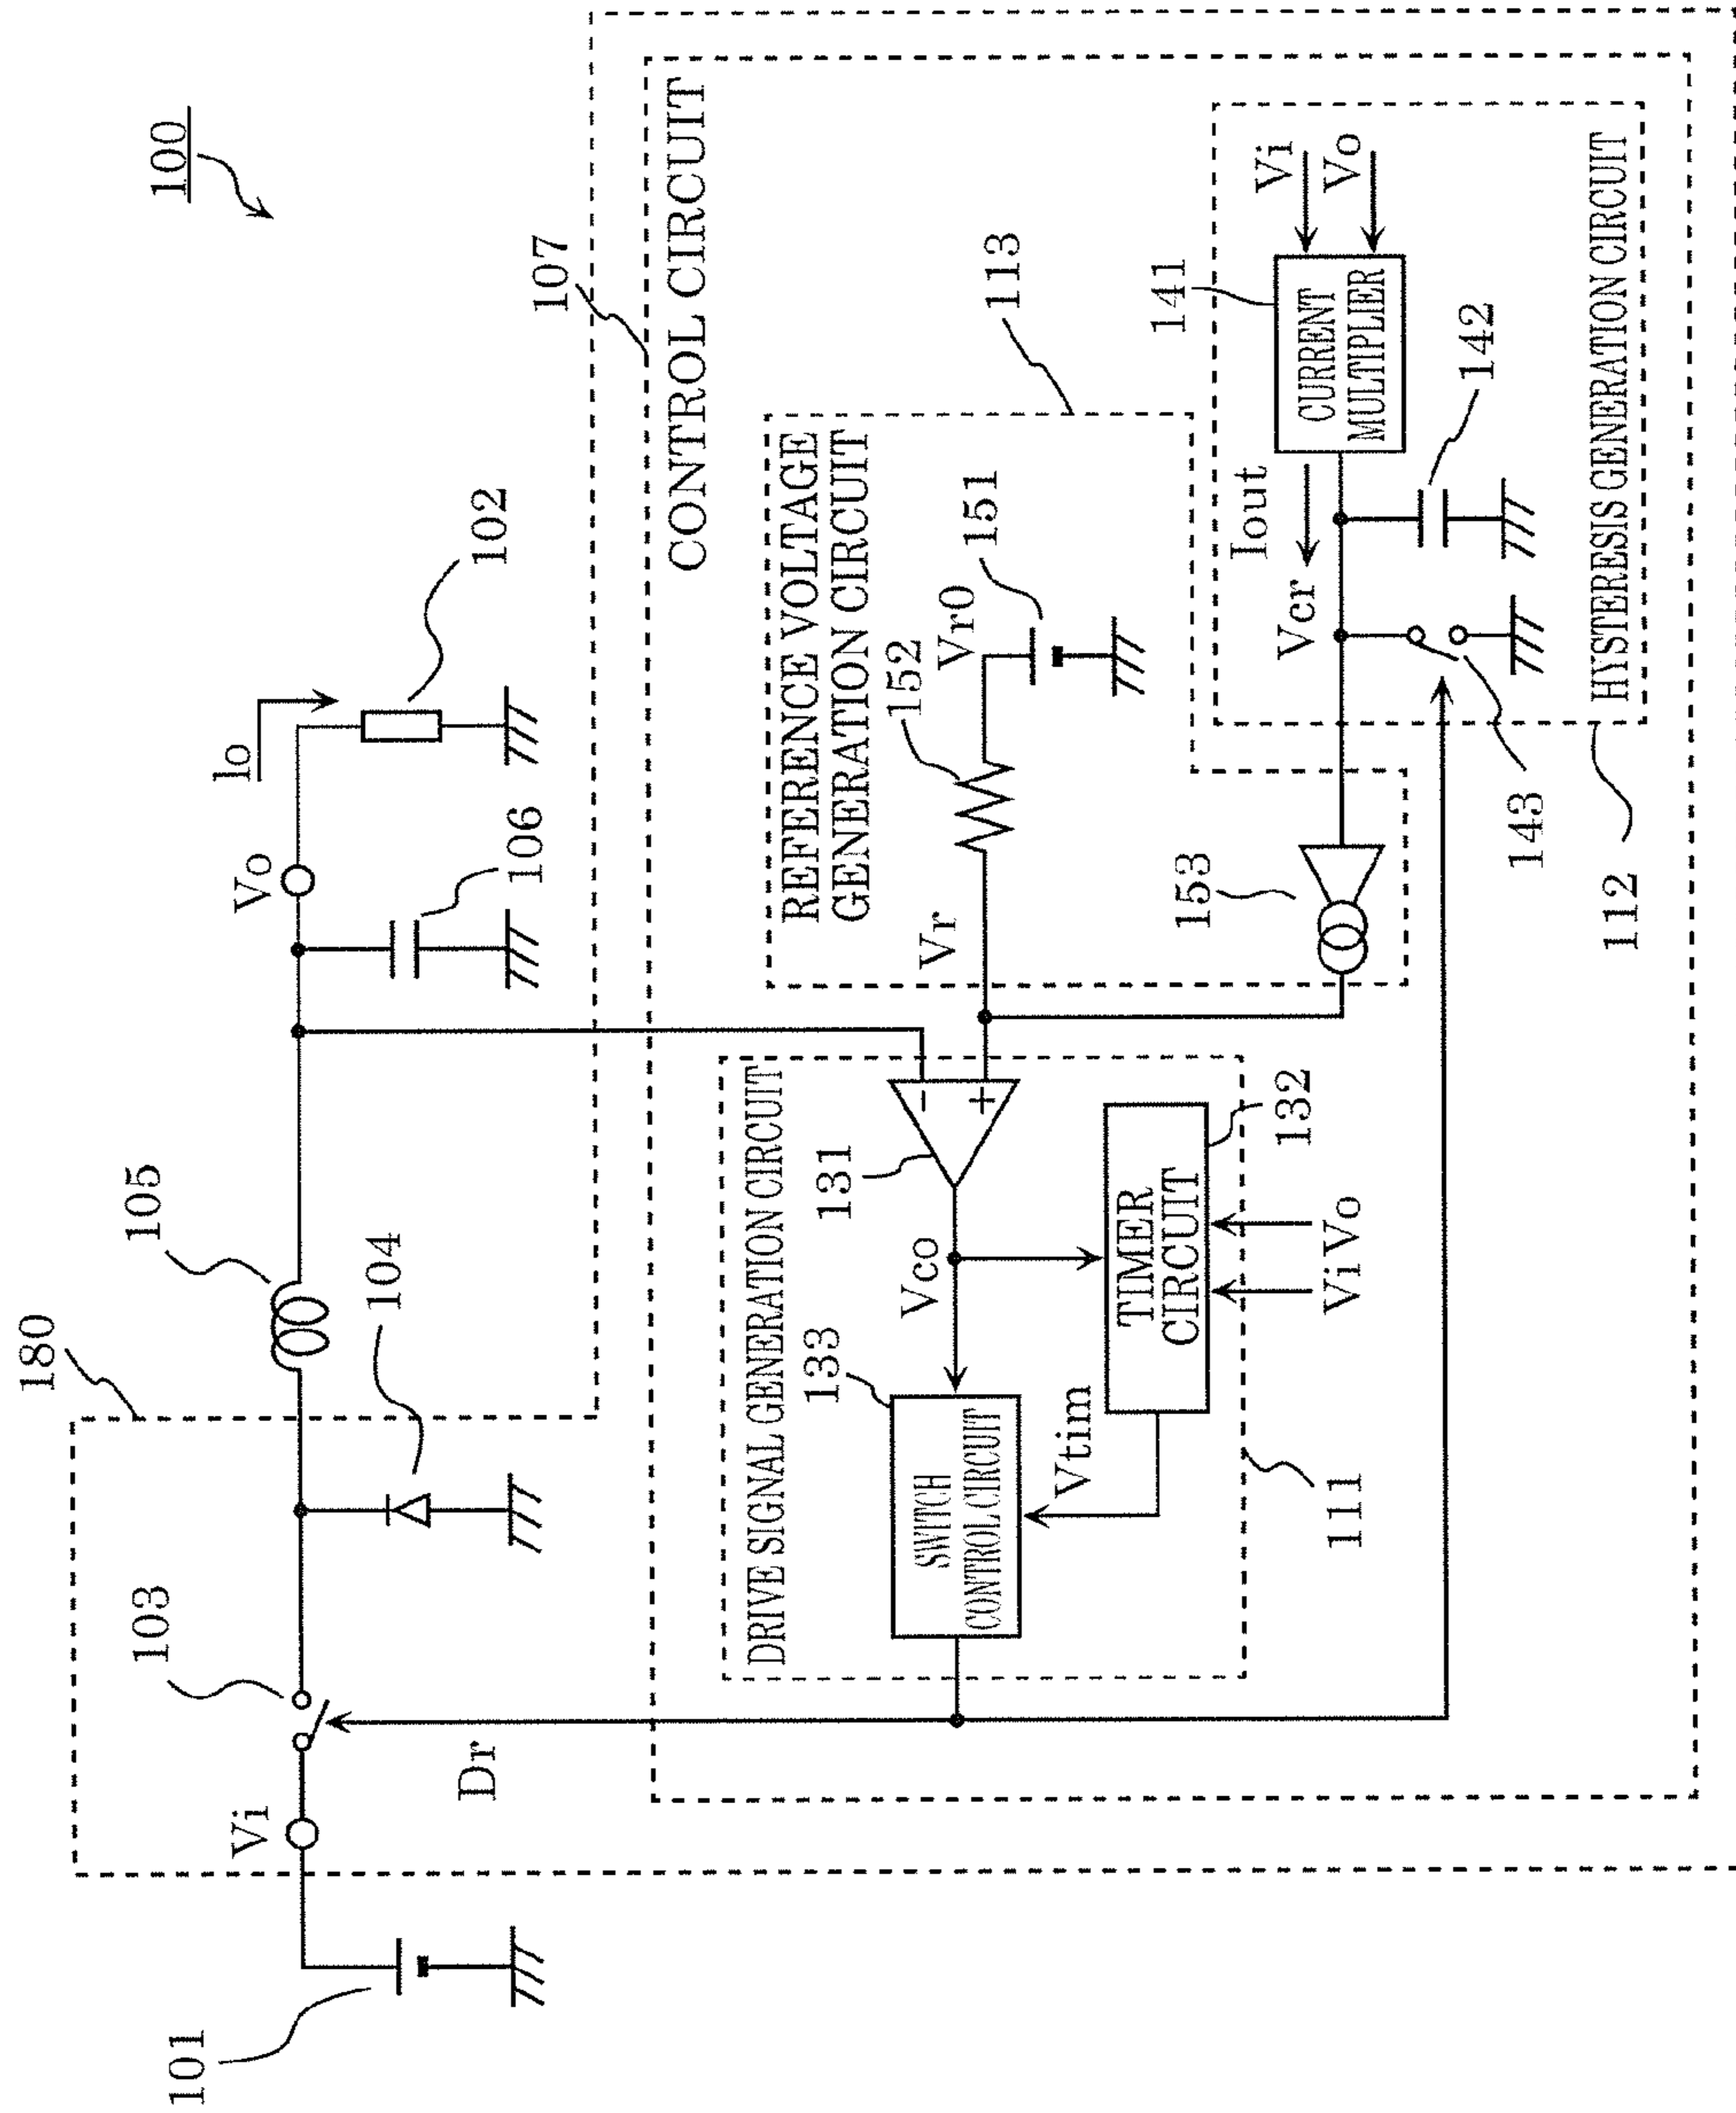 100
180
101
Vi
103
104
105
Vo
106
Io
102
Dr
107
CONTROL CIRCUIT
DRIVE SIGNAL GENERATION CIRCUIT
133
SWITCH
CONTROL CIRCUIT
Vco
131
−
+
Vtim
TIMER
CIRCUIT
132
Vi Vo
111
REFERENCE VOLTAGE
GENERATION CIRCUIT
Vr
152
Vr0
151
113
153
143
112
Vcr
Iout
142
141
CURRENT
MULTIPLIER
Vi
Vo
HYSTERESIS GENERATION CIRCUIT